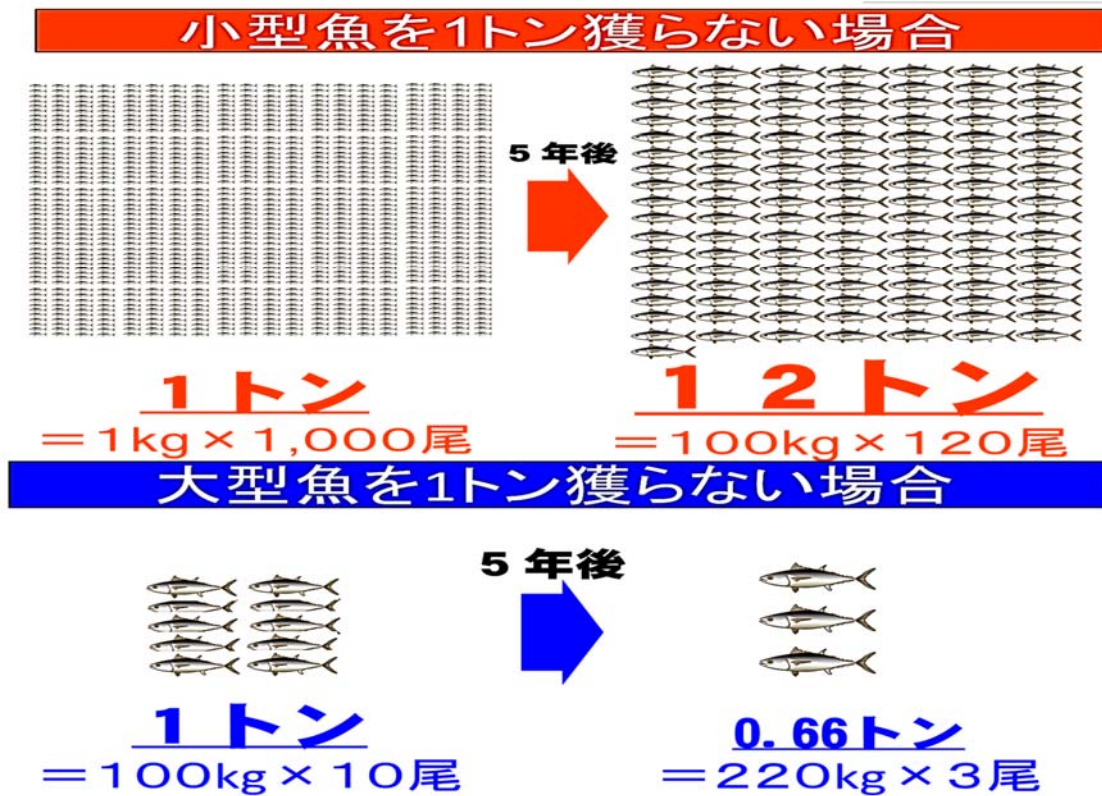 小型魚を1トン獲らない場合
5 年後
1 トン
1 2 トン
=1kg×1,000尾
=100kg×120尾
大型魚を1トン獲らない場合
5 年後
1 トン
0. 66トン
=100kg×10尾
=220kg×3尾